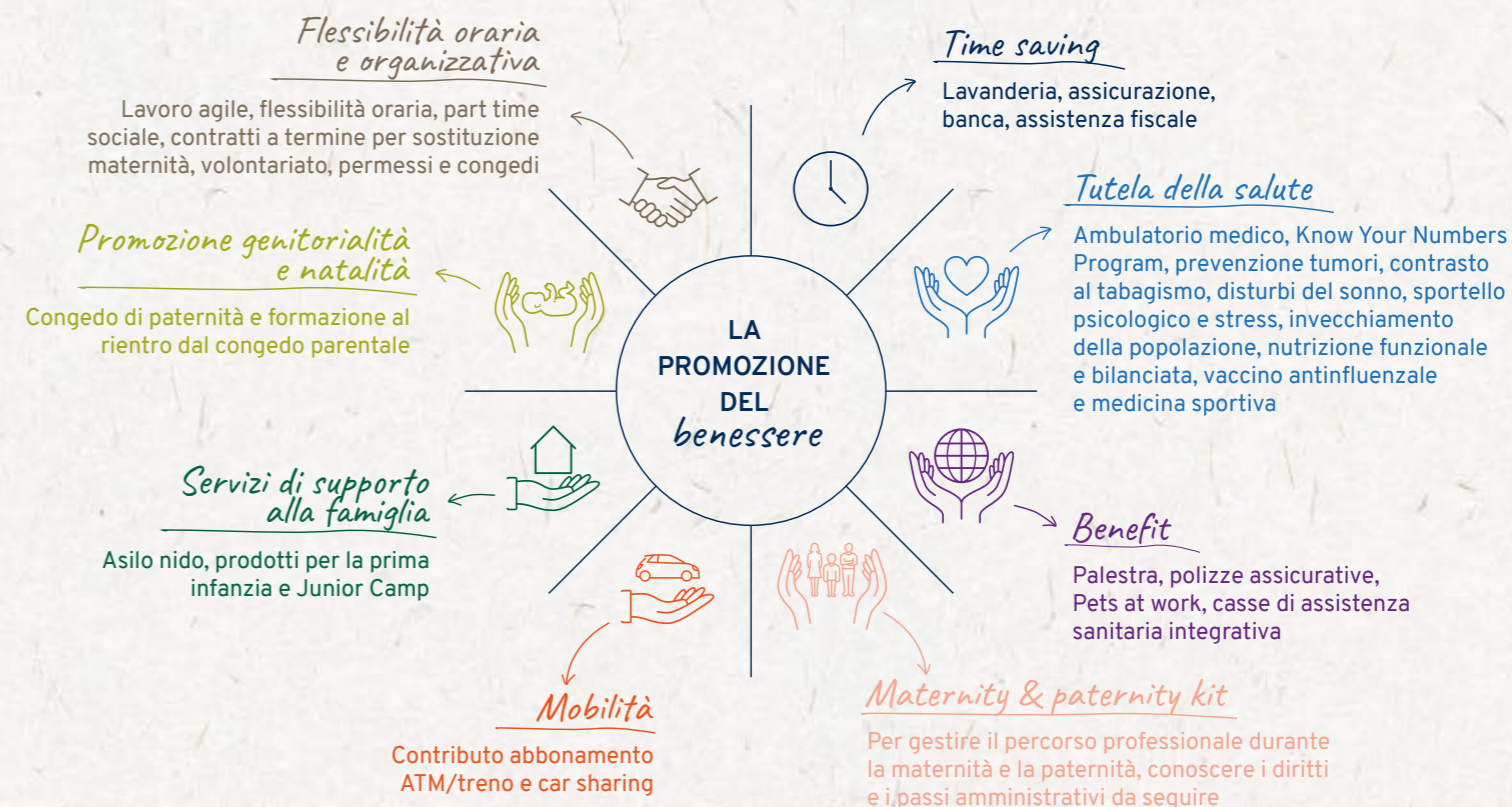 Flessibilità oraria
e organizzativa
Lavoro agile, flessibilità oraria, part time
sociale, contratti a termine per sostituzione
maternità, volontariato, permessi e congedi
Time saving
Lavanderia, assicurazione,
banca, assistenza fiscale
Tutela della salute
Ambulatorio medico, Know Your Numbers
Program, prevenzione tumori, contrasto
al tabagismo, disturbi del sonno, sportello
psicologico e stress, invecchiamento
della popolazione, nutrizione funzionale
e bilanciata, vaccino antinfluenzale
e medicina sportiva
Promozione genitorialità
e natalità
Congedo di paternità e formazione al
rientro dal congedo parentale
LA
PROMOZIONE
DEL
benessere
Servizi di supporto
alla famiglia
Asilo nido, prodotti per la prima
infanzia e Junior Camp
Benefit
Palestra, polizze assicurative,
Pets at work, casse di assistenza
sanitaria integrativa
Mobilità
Contributo abbonamento
ATM/treno e car sharing
Maternity & paternity kit
Per gestire il percorso professionale durante
la maternità e la paternità, conoscere i diritti
e i passi amministrativi da seguire